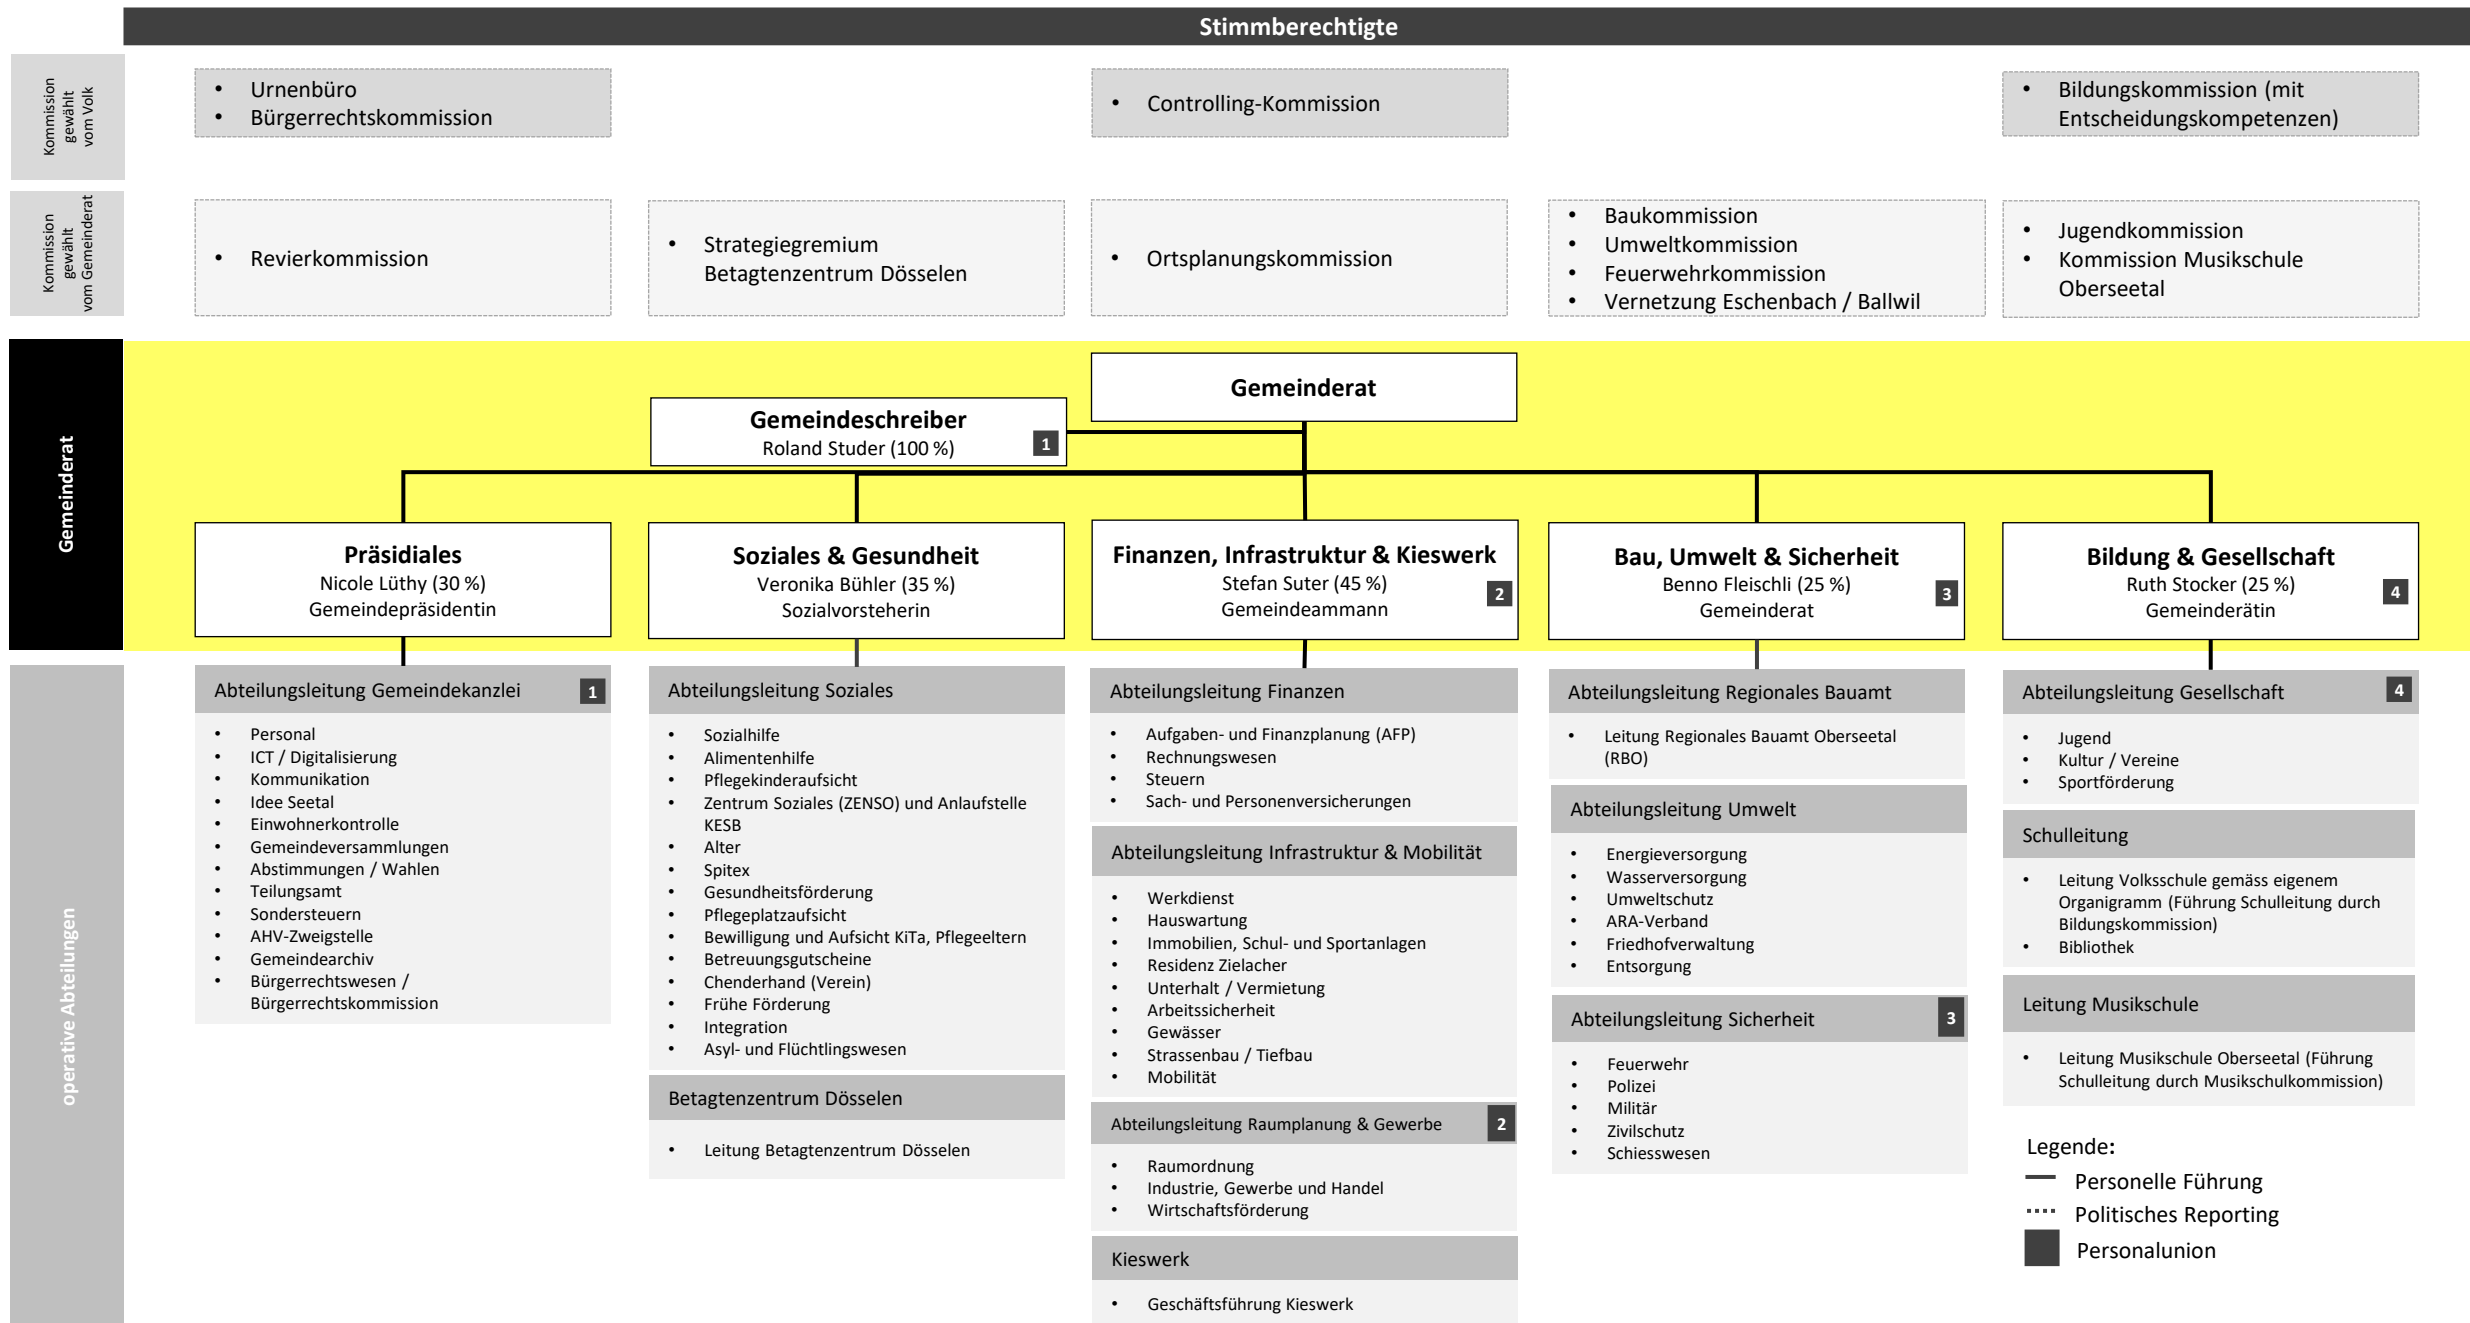 Stimmberechtigte
Kommission
gewählt
vom Volk
• Urnenbüro
• Bürgerrechtskommission
• Controlling-Kommission
• Bildungskommission (mit
Entscheidungskompetenzen)
Kommission
gewählt
vom Gemeinderat
• Revierkommission
• Strategiegremium
Betagtenzentrum Dösselen
• Ortsplanungskommission
• Baukommission
• Umweltkommission
• Feuerwehrkommission
• Vernetzung Eschenbach / Ballwil
• Jugendkommission
• Kommission Musikschule
Oberseetal
Gemeinderat
Gemeinderat
Gemeindeschreiber
Roland Studer (100 %)
1
Präsidiales
Nicole Lüthy (30 %)
Gemeindepräsidentin
Soziales & Gesundheit
Veronika Bühler (35 %)
Sozialvorsteherin
Finanzen, Infrastruktur & Kieswerk
Stefan Suter (45 %)
Gemeindeammann
2
Bau, Umwelt & Sicherheit
Benno Fleischli (25 %)
Gemeinderat
3
Bildung & Gesellschaft
Ruth Stocker (25 %)
Gemeinderätin
4
operative Abteilungen
Abteilungsleitung Gemeindekanzlei 1
• Personal
• ICT / Digitalisierung
• Kommunikation
• Idee Seetal
• Einwohnerkontrolle
• Gemeindeversammlungen
• Abstimmungen / Wahlen
• Teilungsamt
• Sondersteuern
• AHV-Zweigstelle
• Gemeindearchiv
• Bürgerrechtswesen /
Bürgerrechtskommission
Abteilungsleitung Soziales
• Sozialhilfe
• Alimentenhilfe
• Pflegekinderaufsicht
• Zentrum Soziales (ZENSO) und Anlaufstelle
KESB
• Alter
• Spitex
• Gesundheitsförderung
• Pflegeplatzaufsicht
• Bewilligung und Aufsicht KiTa, Pflegeeltern
• Betreuungsgutscheine
• Chenderhand (Verein)
• Frühe Förderung
• Integration
• Asyl- und Flüchtlingswesen
Betagtenzentrum Dösselen
• Leitung Betagtenzentrum Dösselen
Abteilungsleitung Finanzen
• Aufgaben- und Finanzplanung (AFP)
• Rechnungswesen
• Steuern
• Sach- und Personenversicherungen
Abteilungsleitung Infrastruktur & Mobilität
• Werkdienst
• Hauswartung
• Immobilien, Schul- und Sportanlagen
• Residenz Zielacher
• Unterhalt / Vermietung
• Arbeitssicherheit
• Gewässer
• Strassenbau / Tiefbau
• Mobilität
Abteilungsleitung Raumplanung & Gewerbe 2
• Raumordnung
• Industrie, Gewerbe und Handel
• Wirtschaftsförderung
Kieswerk
• Geschäftsführung Kieswerk
Abteilungsleitung Regionales Bauamt
• Leitung Regionales Bauamt Oberseetal
(RBO)
Abteilungsleitung Umwelt
• Energieversorgung
• Wasserversorgung
• Umweltschutz
• ARA-Verband
• Friedhofverwaltung
• Entsorgung
Abteilungsleitung Sicherheit 3
• Feuerwehr
• Polizei
• Militär
• Zivilschutz
• Schiesswesen
Abteilungsleitung Gesellschaft 4
• Jugend
• Kultur / Vereine
• Sportförderung
Schulleitung
• Leitung Volksschule gemäss eigenem
Organigramm (Führung Schulleitung durch
Bildungskommission)
• Bibliothek
Leitung Musikschule
• Leitung Musikschule Oberseetal (Führung
Schulleitung durch Musikschulkommission)
Legende:
Personelle Führung
Politisches Reporting
Personalunion